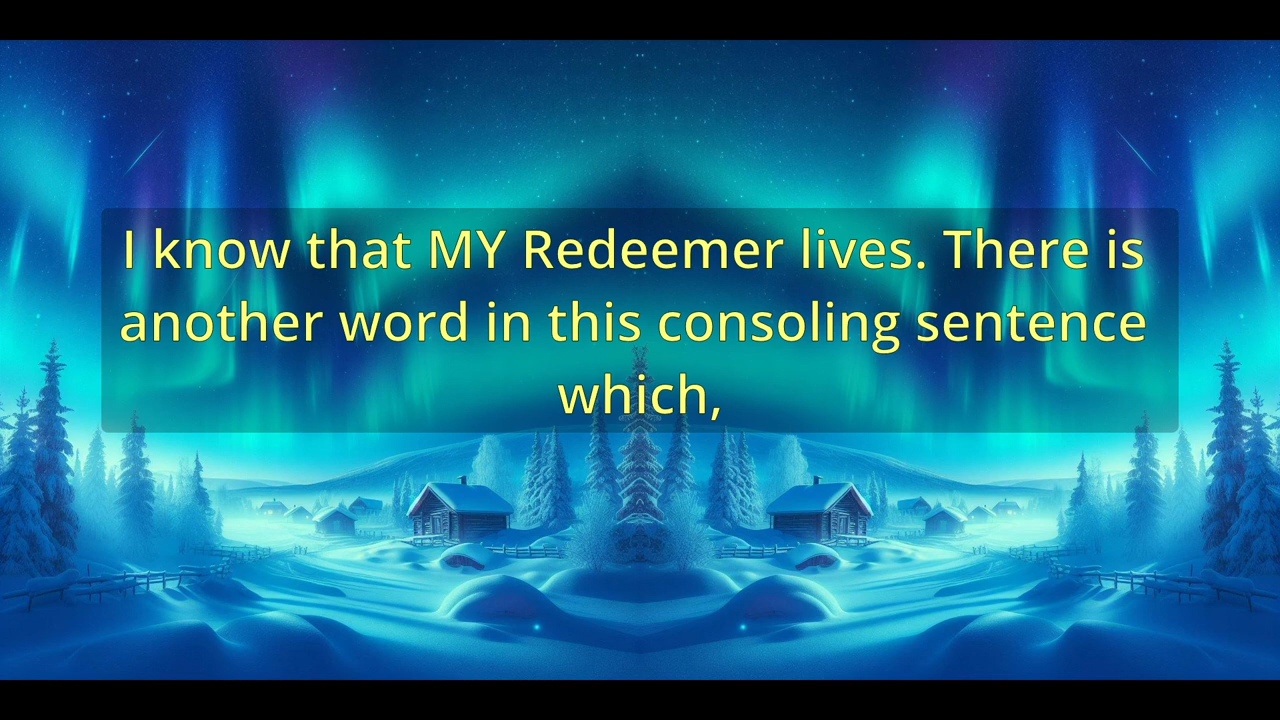 I know that MY Redeemer lives. There is
another word in this consoling sentence
which,